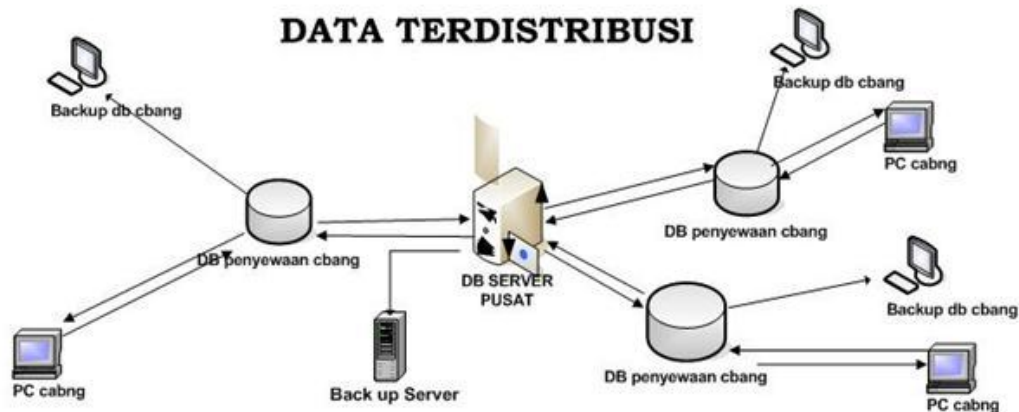 DATA TERDISTRIBUSI
Backup db cbang
Backup db cbang
PC cabng
DB penyewaan cbang
DB penyewaan cbang
DB SERVER
PUSAT
Backup db cbang
PC cabng
Back up Server
DB penyewaan cbang
PC cabng